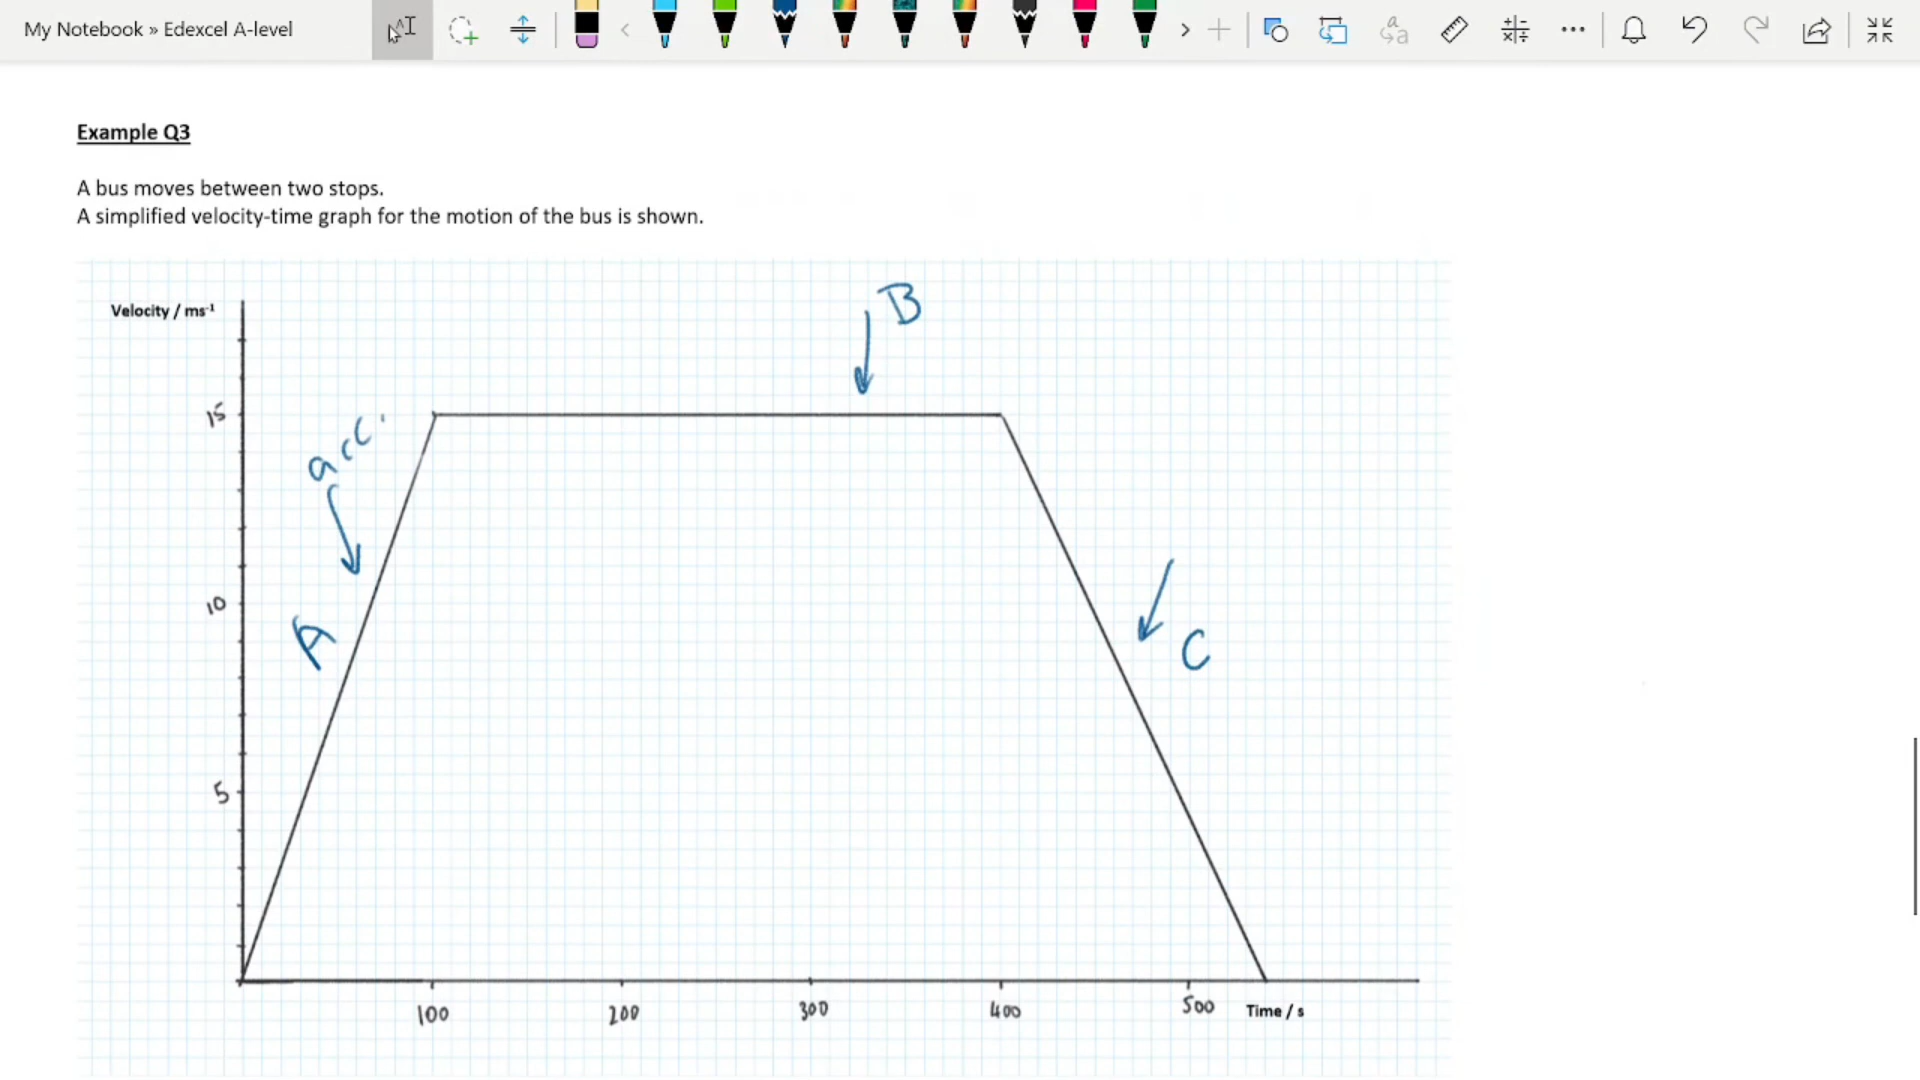 My Notebook » Edexcel A-level
Example Q3
A bus moves between two stops.
A simplified velocity-time graph for the motion of the bus is shown.
Velocity / ms⁻¹
B
15
acc.
10
A
C
5
100 200 300 400 500 Time / s